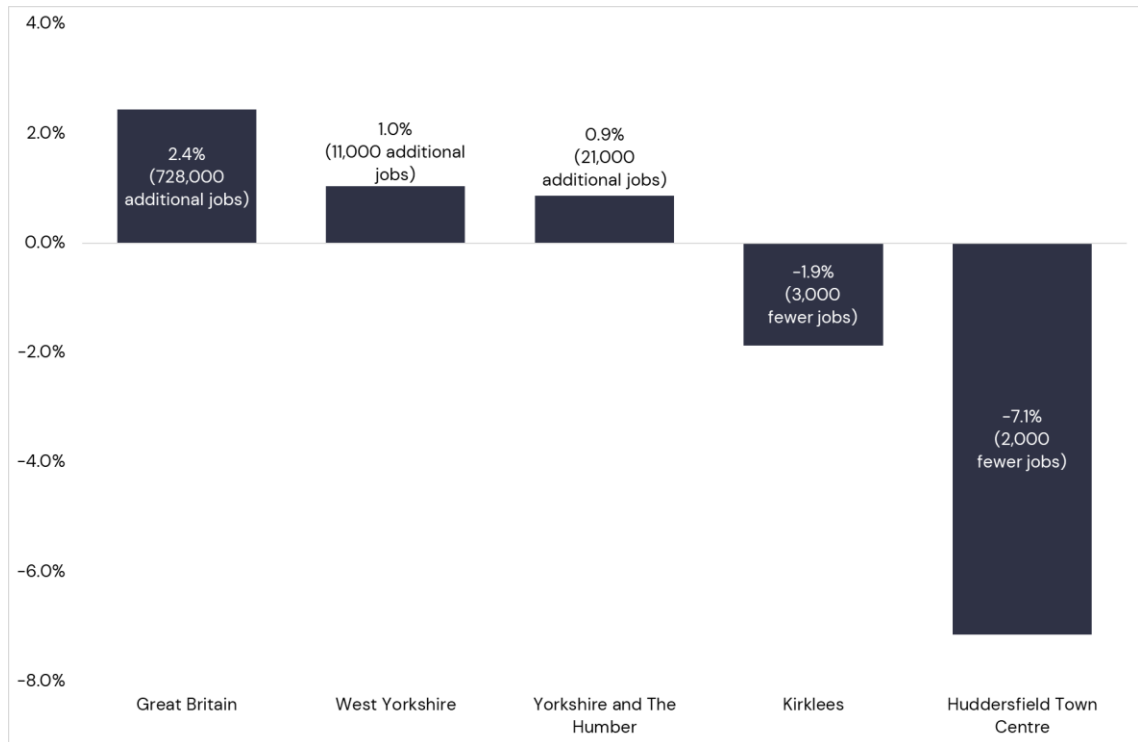 4.0%
2.0%
0.0%
-2.0%
-4.0%
-6.0%
-8.0%
2.4%
(728,000
additional jobs)
1.0%
(11,000 additional
jobs)
0.9%
(21,000
additional jobs)
-1.9%
(3,000
fewer jobs)
-7.1%
(2,000
fewer jobs)
Great Britain
West Yorkshire
Yorkshire and The
Humber
Kirklees
Huddersfield Town
Centre